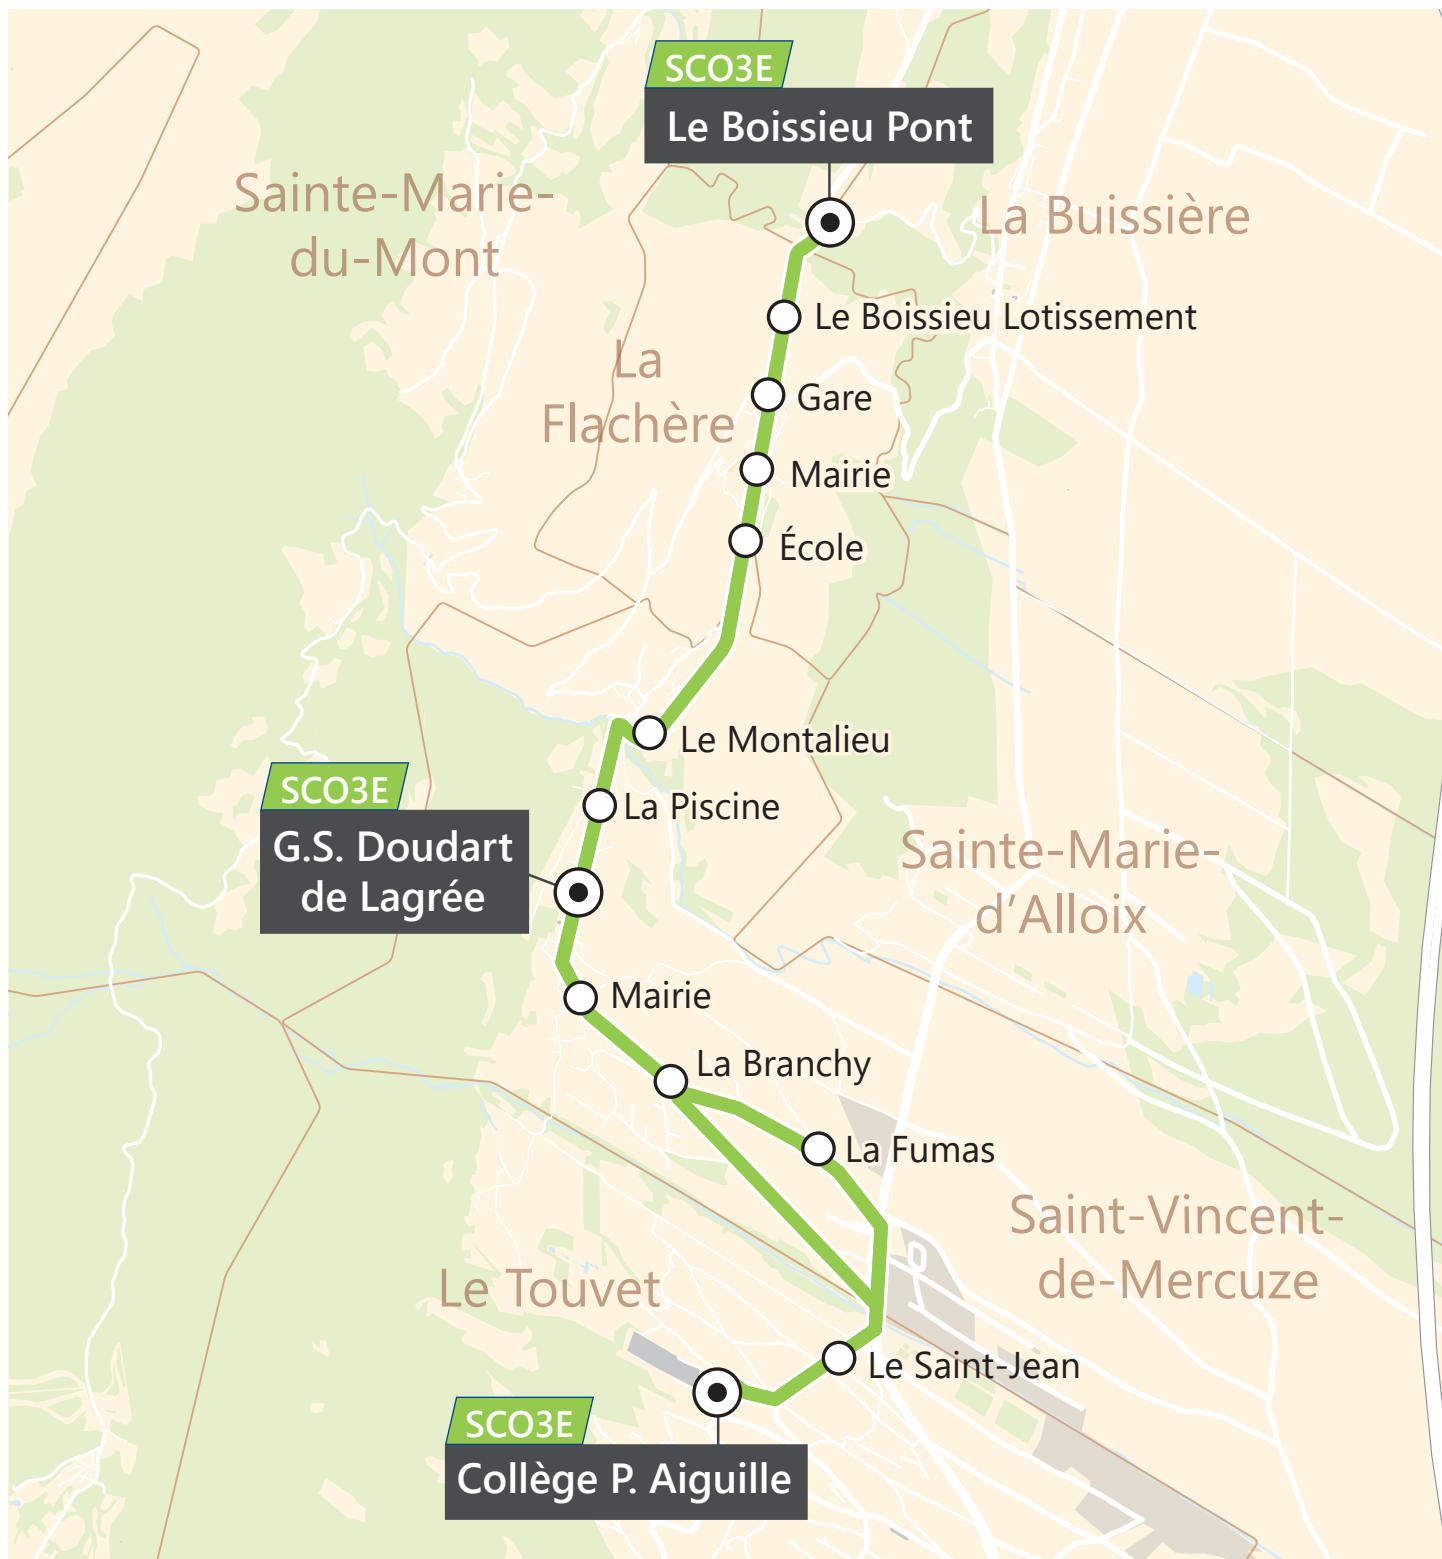 SCO3E
Le Boissieu Pont
Sainte-Marie-
du-Mont
La Buissière
Le Boissieu Lotissement
La
Flachère
Gare
Mairie
École
Le Montalieu
SCO3E
La Piscine
G.S. Doudart
de Lagrée
Sainte-Marie-
d'Alloix
Mairie
La Branchy
La Fumas
Saint-Vincent-
de-Mercuze
Le Touvet
Le Saint-Jean
SCO3E
Collège P. Aiguille